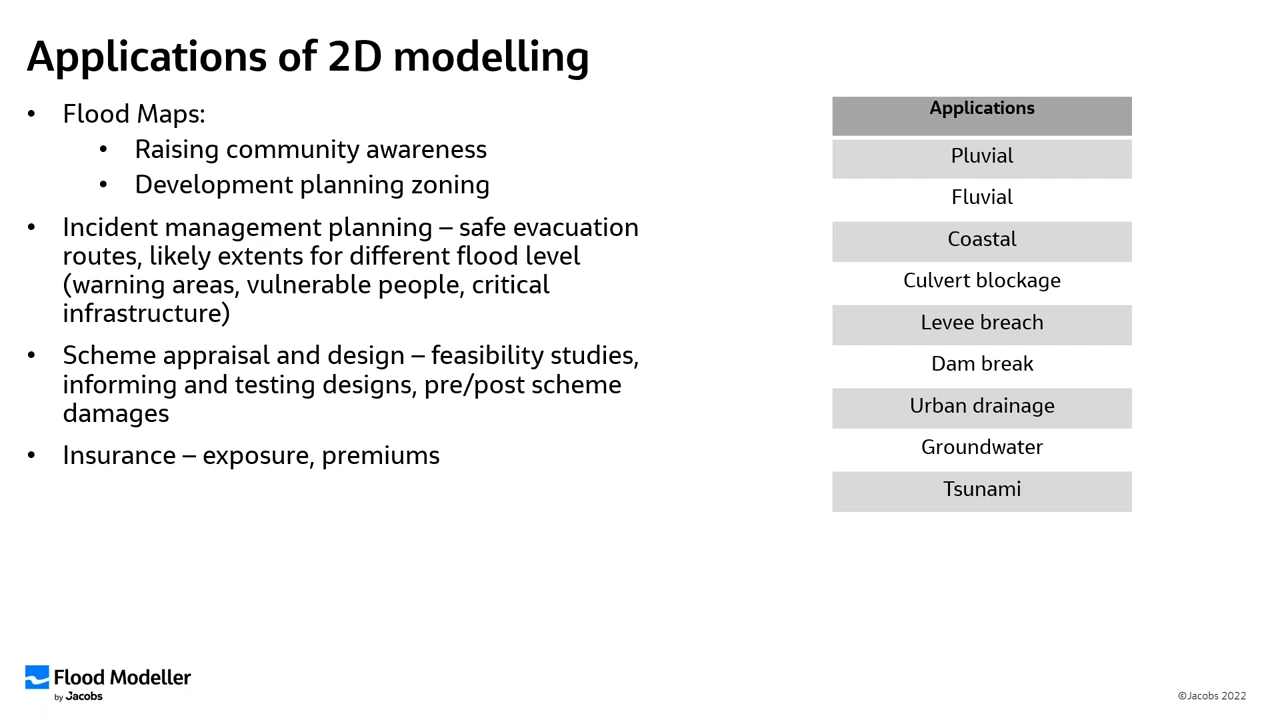 Applications of 2D modelling
• Flood Maps:
• Raising community awareness
• Development planning zoning
• Incident management planning – safe evacuation
routes, likely extents for different flood level
(warning areas, vulnerable people, critical
infrastructure)
• Scheme appraisal and design – feasibility studies,
informing and testing designs, pre/post scheme
damages
• Insurance – exposure, premiums
Applications
Pluvial
Fluvial
Coastal
Culvert blockage
Levee breach
Dam break
Urban drainage
Groundwater
Tsunami
Flood Modeller
by Jacobs
©Jacobs 2022